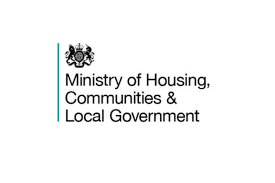 Ministry of Housing,
Communities &
Local Government